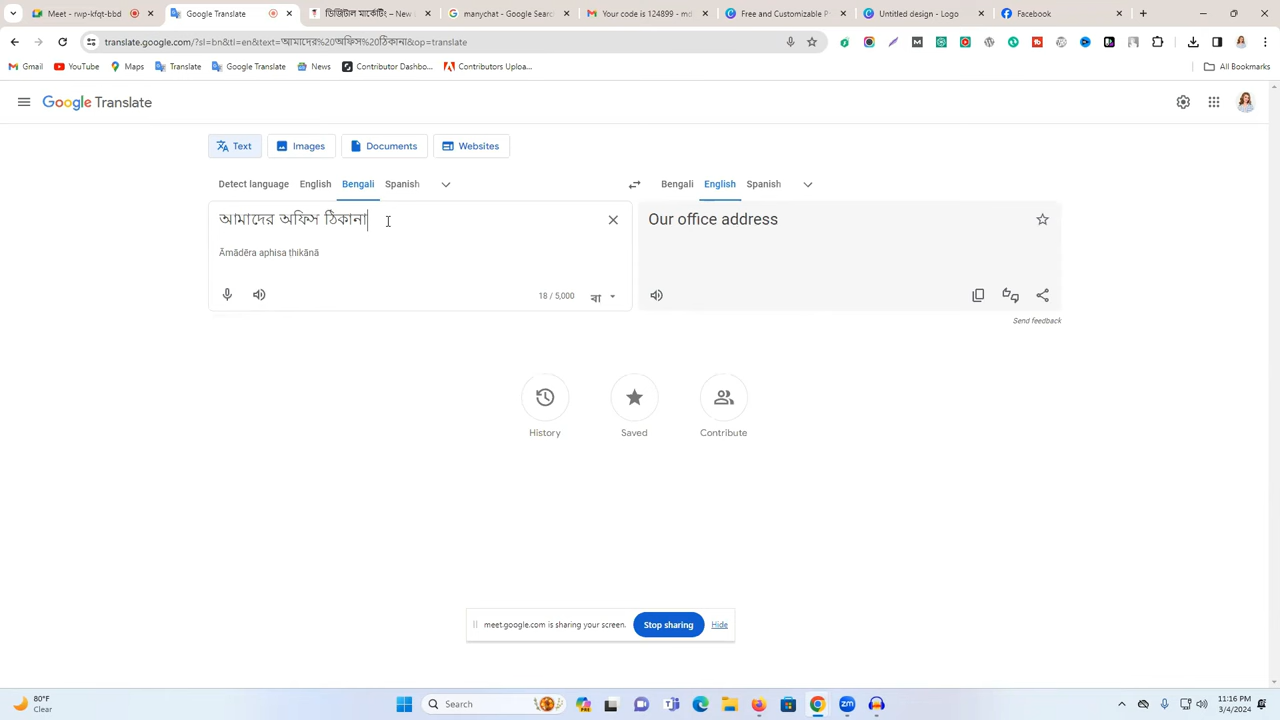 Meet - rwp-kfqt-bbd
Google Translate
ডিজিটাল মার্কেটিং – New
manychat - Google Searc
Your id 124899 - md
Free and Customizable P
Untitled design - Logo
Facebook
translate.google.com/?sl=bn&tl=en&text=আমাদের%20অফিস%20ঠিকানা&op=translate
Gmail
YouTube
Maps
Translate
Google Translate
News
Contributor Dashbo...
Contributors Uploa...
All Bookmarks
Google Translate
Text
Images
Documents
Websites
Detect language
English
Bengali
Spanish
Bengali
English
Spanish
আমাদের অফিস ঠিকানা
Our office address
Āmādēra aphisa ṭhikānā
18 / 5,000
বা
Send feedback
History
Saved
Contribute
meet.google.com is sharing your screen.
Stop sharing
Hide
80°F
Clear
Search
11:16 PM
3/4/2024